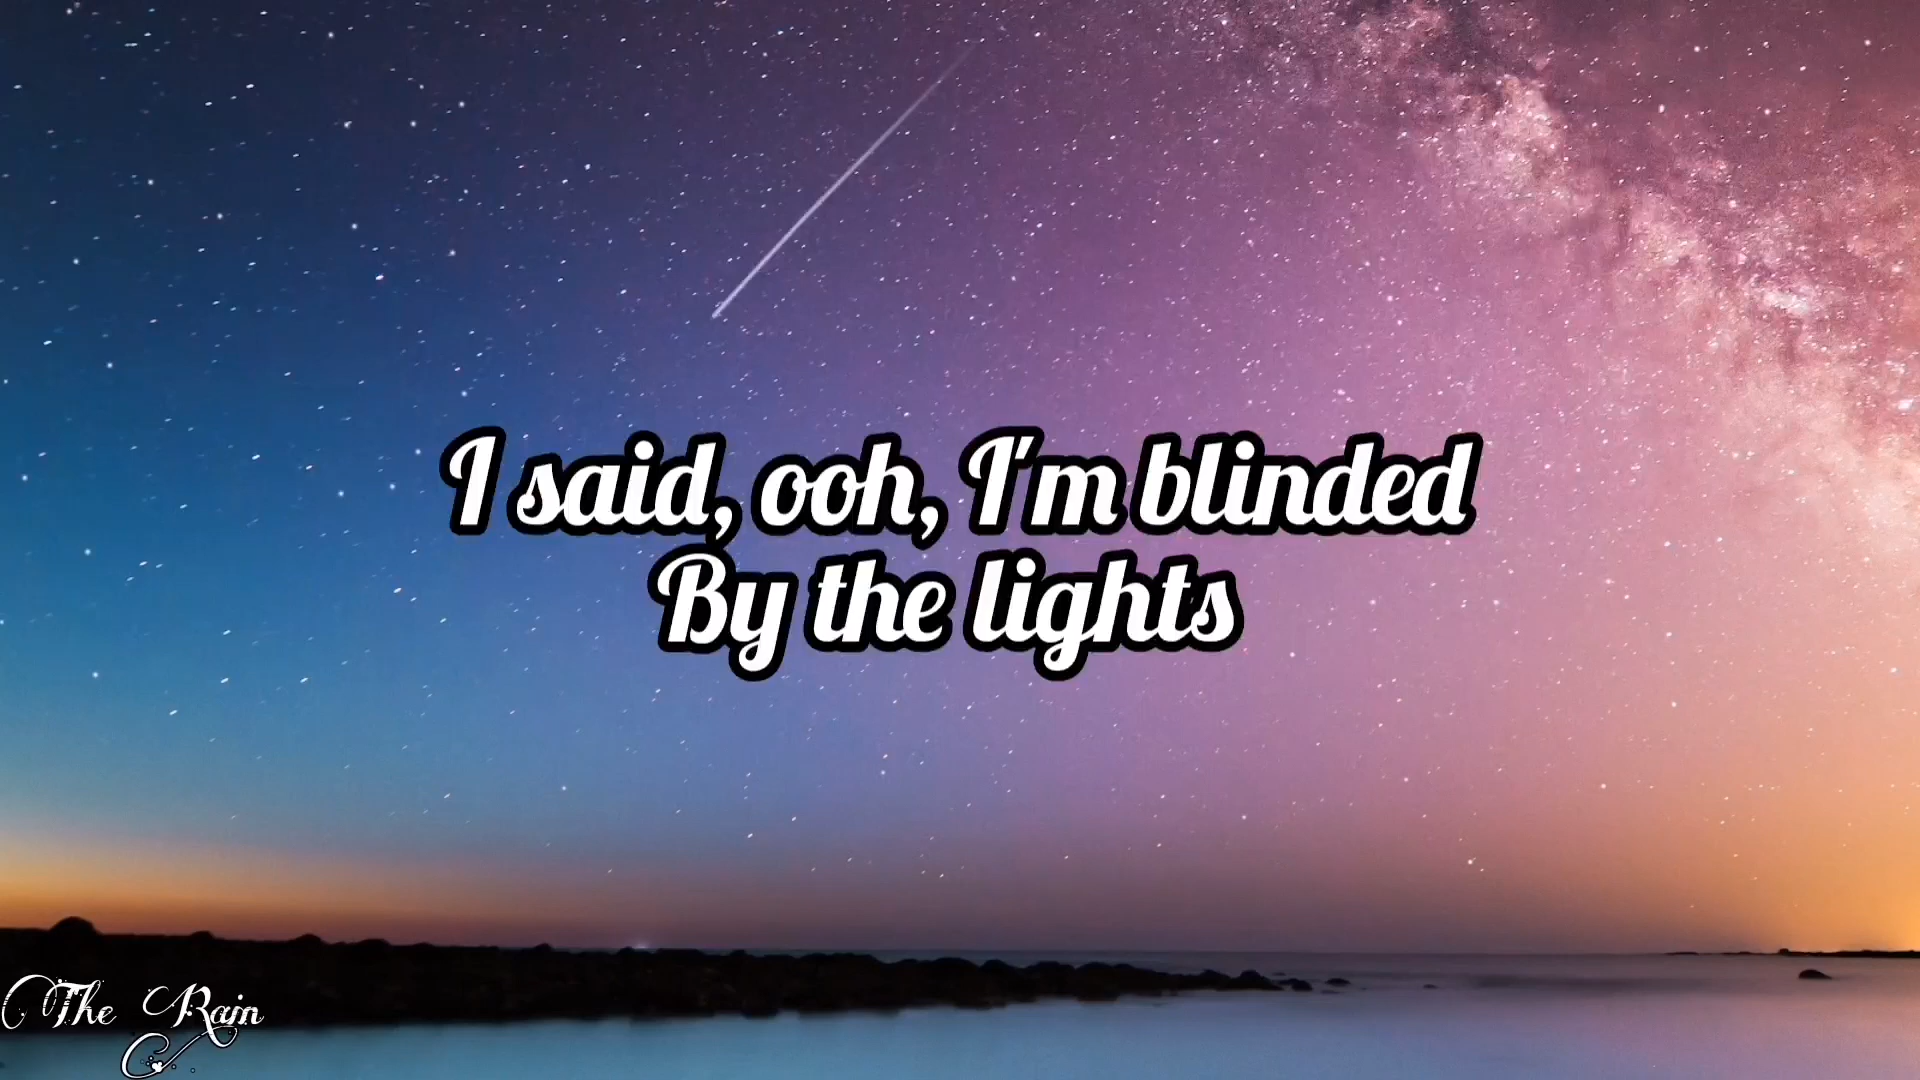 I said, ooh, I'm blinded
By the lights
The Rain